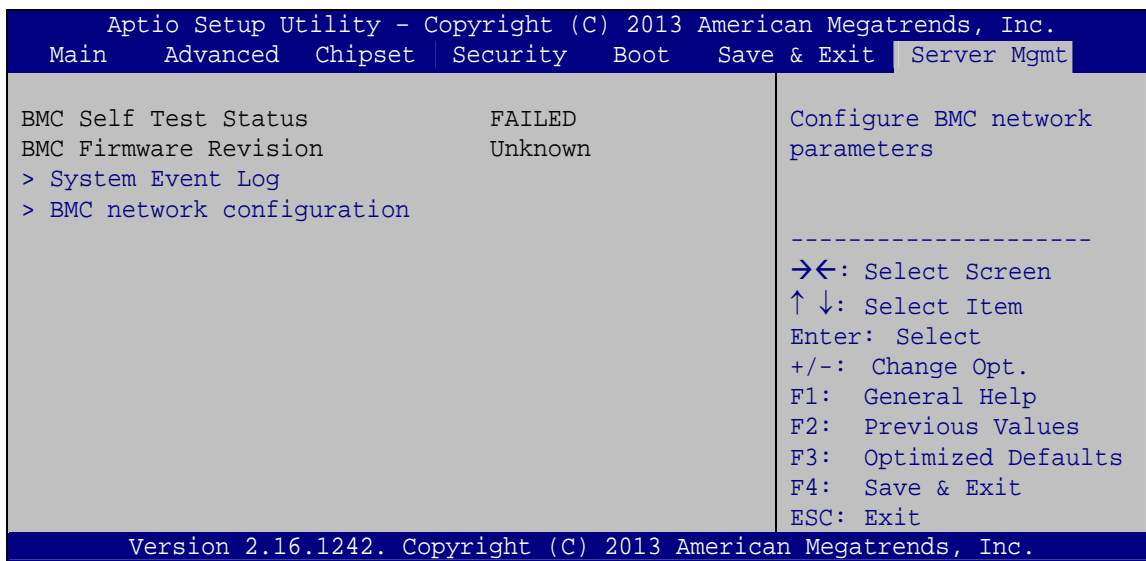 Aptio Setup Utility – Copyright (C) 2013 American Megatrends, Inc.
Main Advanced Chipset Security Boot Save & Exit Server Mgmt
BMC Self Test Status FAILED
BMC Firmware Revision Unknown
> System Event Log
> BMC network configuration
Configure BMC network
parameters
---------------------
→←: Select Screen
↑ ↓: Select Item
Enter: Select
+/-: Change Opt.
F1: General Help
F2: Previous Values
F3: Optimized Defaults
F4: Save & Exit
ESC: Exit
Version 2.16.1242. Copyright (C) 2013 American Megatrends, Inc.